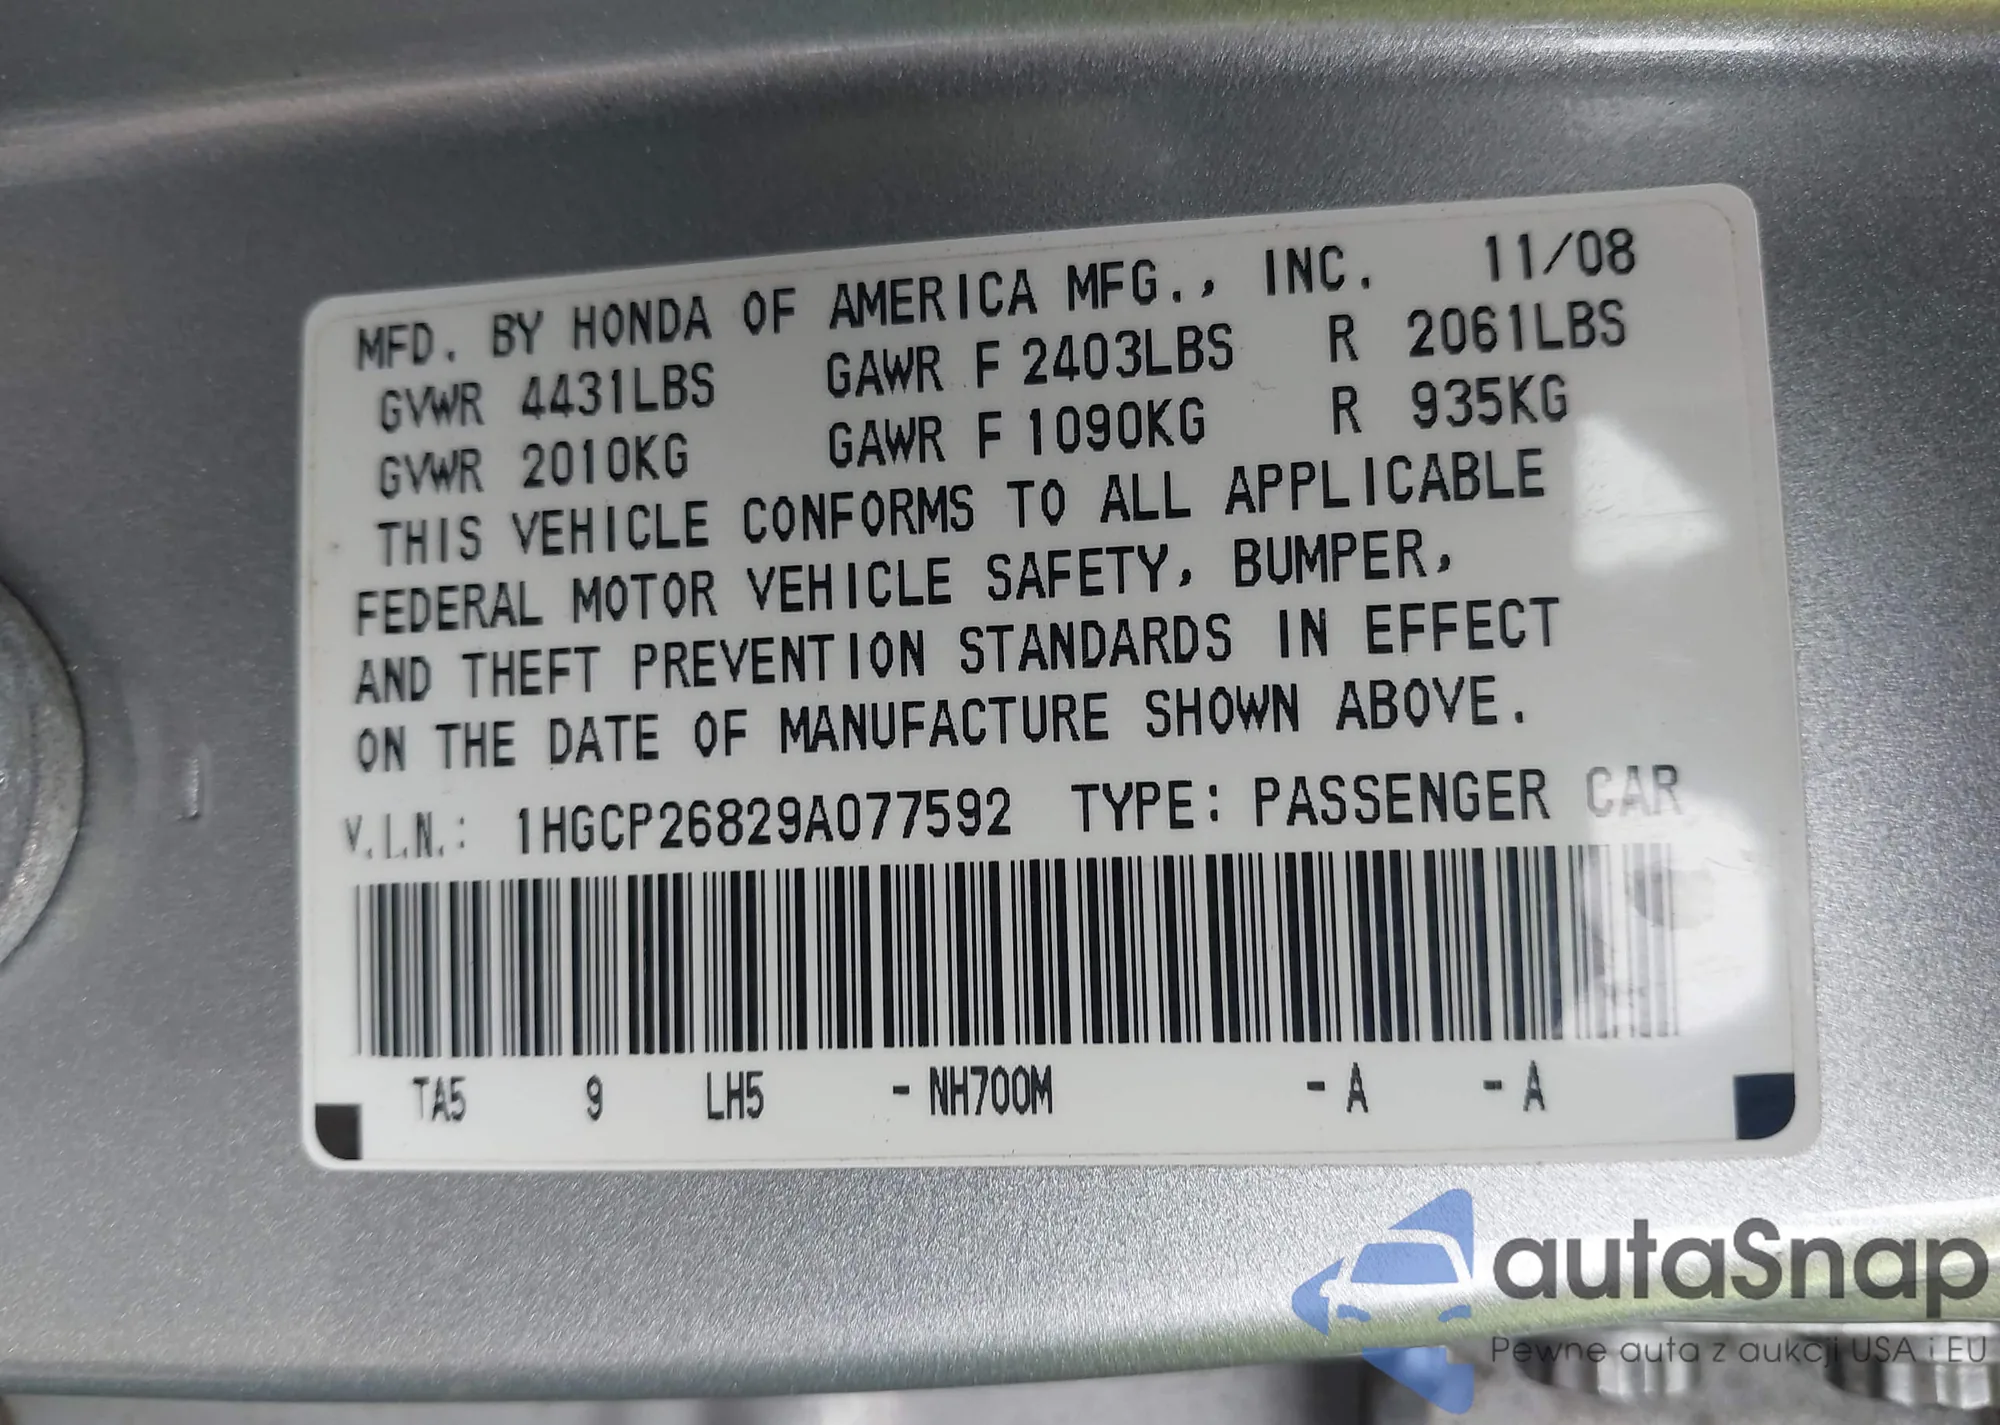 MFD. BY HONDA OF AMERICA MFG., INC. 11/08
GVWR 4431LBS GAWR F 2403LBS R 2061LBS
GVWR 2010KG GAWR F 1090KG R 935KG
THIS VEHICLE CONFORMS TO ALL APPLICABLE
FEDERAL MOTOR VEHICLE SAFETY, BUMPER,
AND THEFT PREVENTION STANDARDS IN EFFECT
ON THE DATE OF MANUFACTURE SHOWN ABOVE.
V.I.N.: 1HGCP26829A077592 TYPE: PASSENGER CAR
TA5 9 LH5 - NH700M - A - A
autaSnap
Pewne auta z aukcji USA i EU